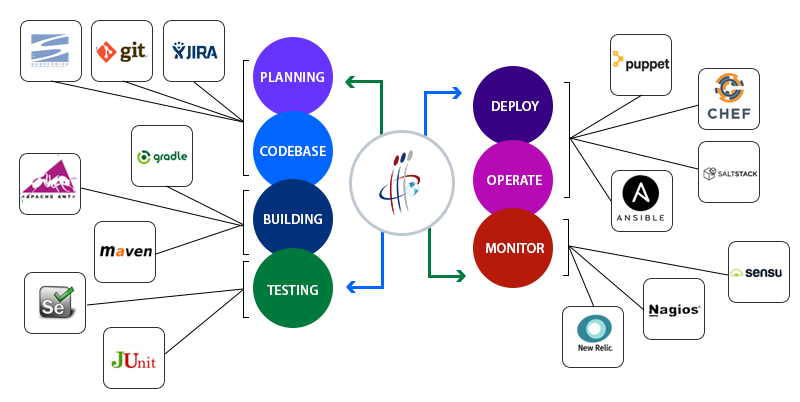 SUBVERSION
git
JIRA
PLANNING
CODEBASE
BUILDING
TESTING
gradle
<APACHE ANT>
maven
Se
JUnit
DEPLOY
OPERATE
MONITOR
puppet
CHEF
SALTSTACK
A
ANSIBLE
sensu
Nagios®
New Relic.